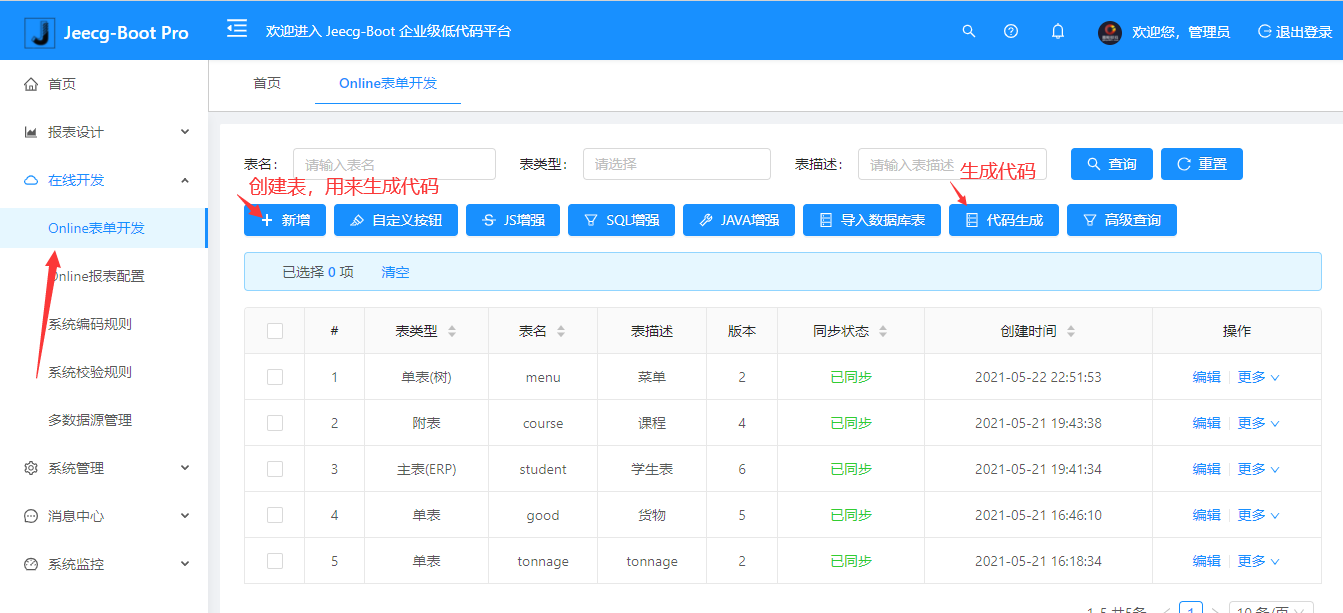 Jeecg-Boot Pro 欢迎进入 Jeecg-Boot 企业级低代码平台 欢迎您，管理员 退出登录
首页
报表设计
在线开发
Online表单开发
Online报表配置
系统编码规则
系统校验规则
多数据源管理
系统管理
消息中心
系统监控
首页 Online表单开发
表名： 请输入表名 表类型： 请选择 表描述： 请输入表描述 查询 重置
创建表，用来生成代码 生成代码
新增 自定义按钮 JS增强 SQL增强 JAVA增强 导入数据库表 代码生成 高级查询
已选择 0 项 清空
# 表类型 表名 表描述 版本 同步状态 创建时间 操作
1 单表(树) menu 菜单 2 已同步 2021-05-22 22:51:53 编辑 更多
2 附表 course 课程 4 已同步 2021-05-21 19:43:38 编辑 更多
3 主表(ERP) student 学生表 6 已同步 2021-05-21 19:41:34 编辑 更多
4 单表 good 货物 5 已同步 2021-05-21 16:46:10 编辑 更多
5 单表 tonnage tonnage 2 已同步 2021-05-21 16:18:34 编辑 更多
1-5 共5条 1 10 条/页